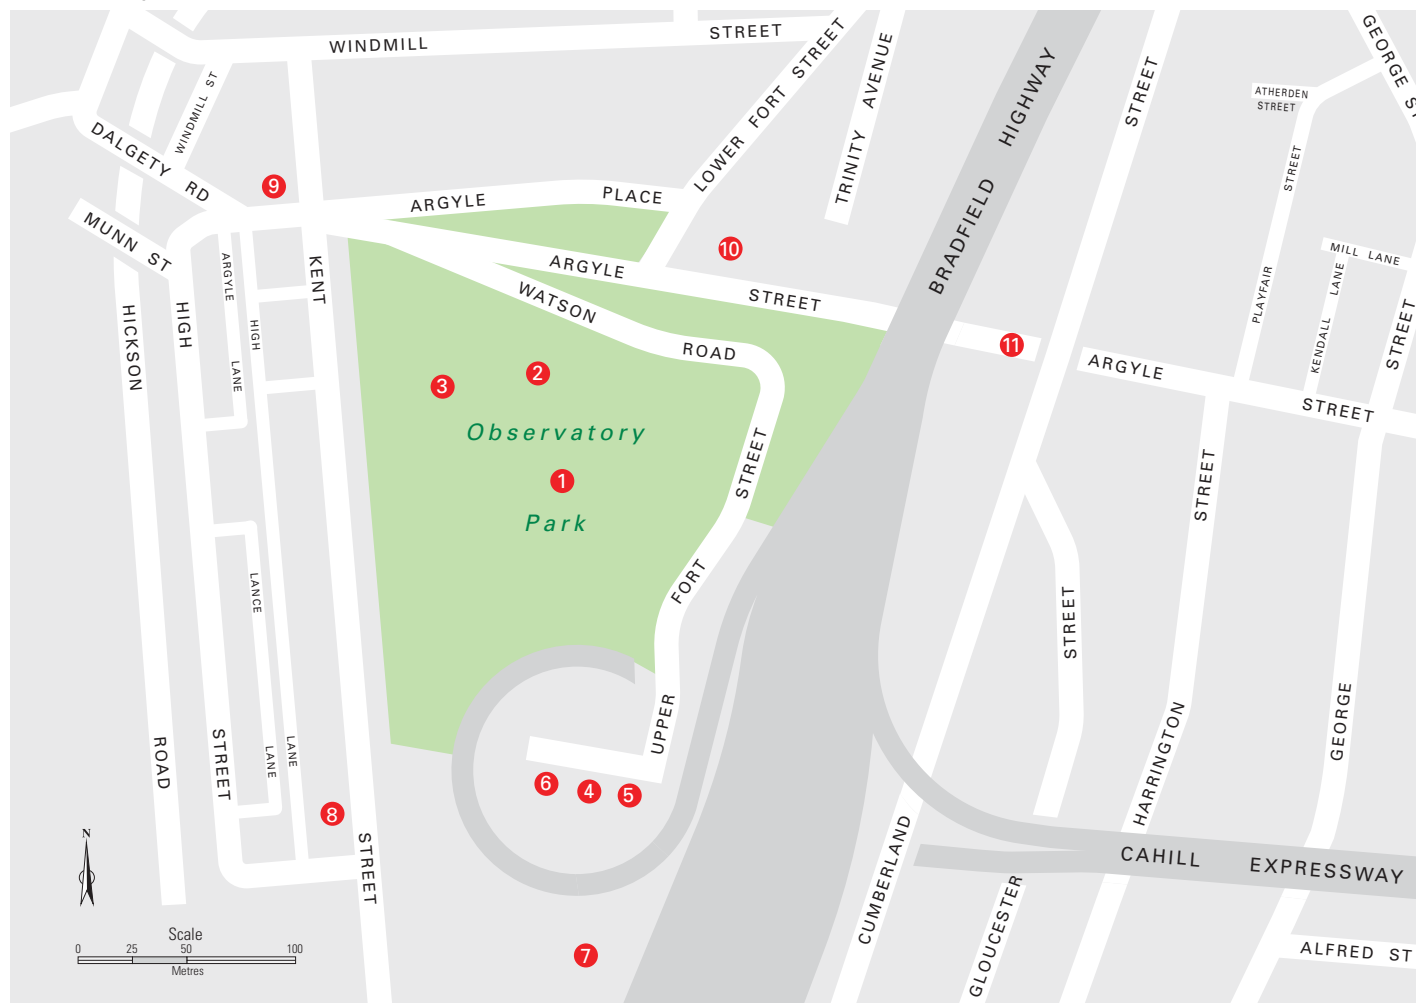 WINDMILL STREET
WINDMILL ST
LOWER FORT STREET
TRINITY AVENUE
BRADFIELD HIGHWAY
STREET
GEORGE ST
ATHERDEN
STREET
DALGETY RD
9
ARGYLE PLACE
MUNN ST
10
PLAYFAIR STREET
MILL LANE
KENDALL LANE
KENT
ARGYLE STREET
WATSON ROAD
11
ARGYLE STREET
STREET
HICKSON
HIGH
ARGYLE
LANE
HIGH
3
2
Observatory
1
Park
STREET
FORT
UPPER
STREET
STREET
LANCE
LANE
LANE
ROAD
STREET
6
4
5
8
STREET
HARRINGTON
GEORGE
CUMBERLAND
CAHILL EXPRESSWAY
GLOUCESTER
ALFRED ST
7
N
Scale
0 25 50 100
Metres